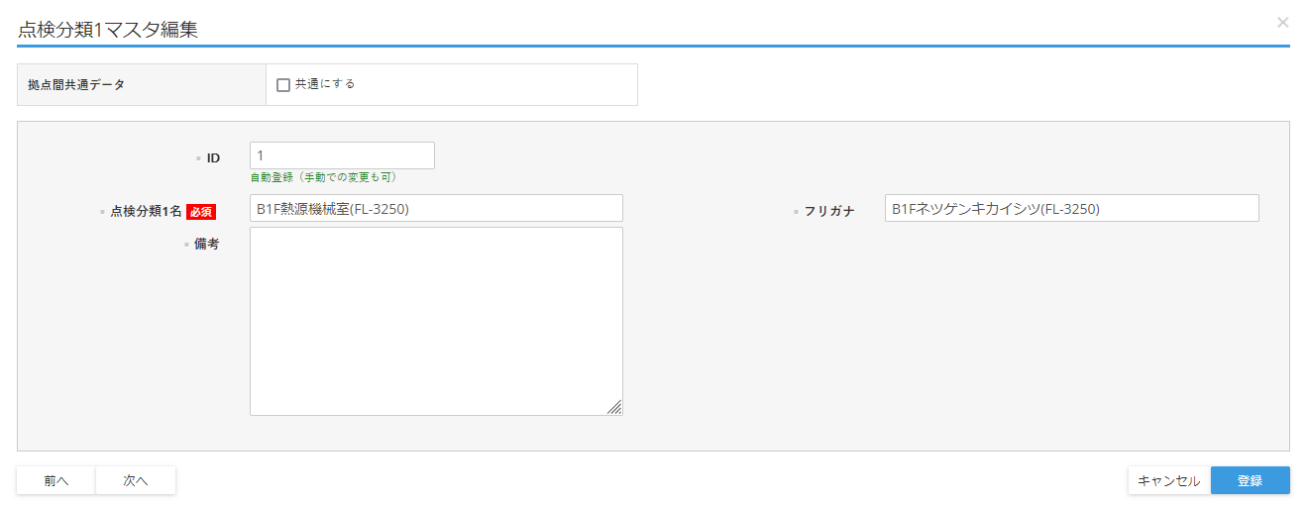 点検分類1マスタ編集
×
拠点間共通データ
共通にする
ID
1
自動登録（手動での変更も可）
点検分類1名 必須
B1F熱源機械室(FL-3250)
フリガナ
B1Fネツゲンキカイシツ(FL-3250)
備考
前へ
次へ
キャンセル
登録